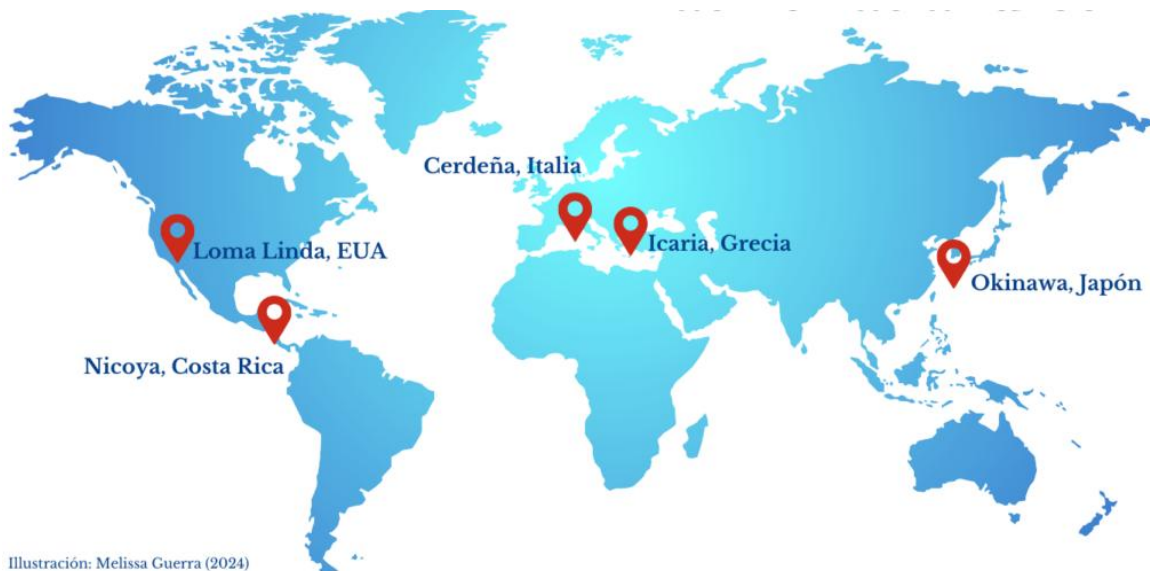 Cerdeña, Italia
Loma Linda, EUA
Icaria, Grecia
Okinawa, Japón
Nicoya, Costa Rica
Illustración: Melissa Guerra (2024)